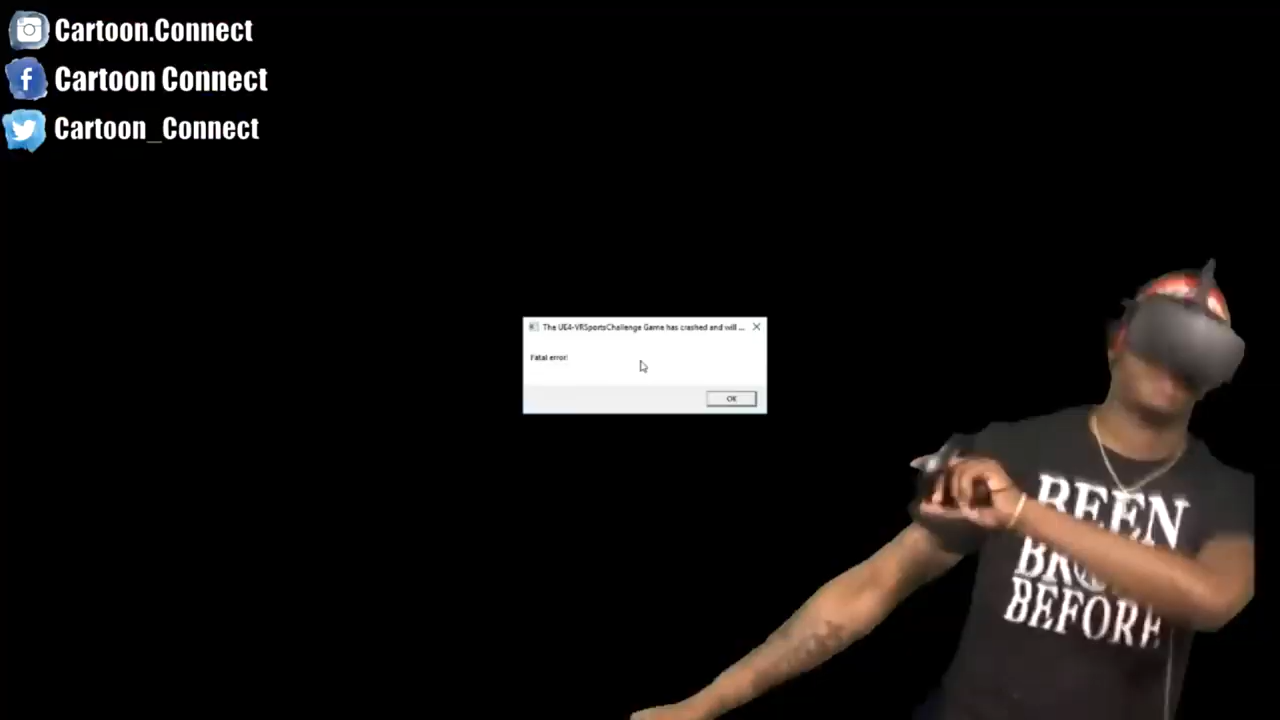 Cartoon.Connect
Cartoon Connect
Cartoon_Connect
The UE4-VRSportsChallenge Game has crashed and will ...
Fatal error!
OK
BEEN
BEFORE